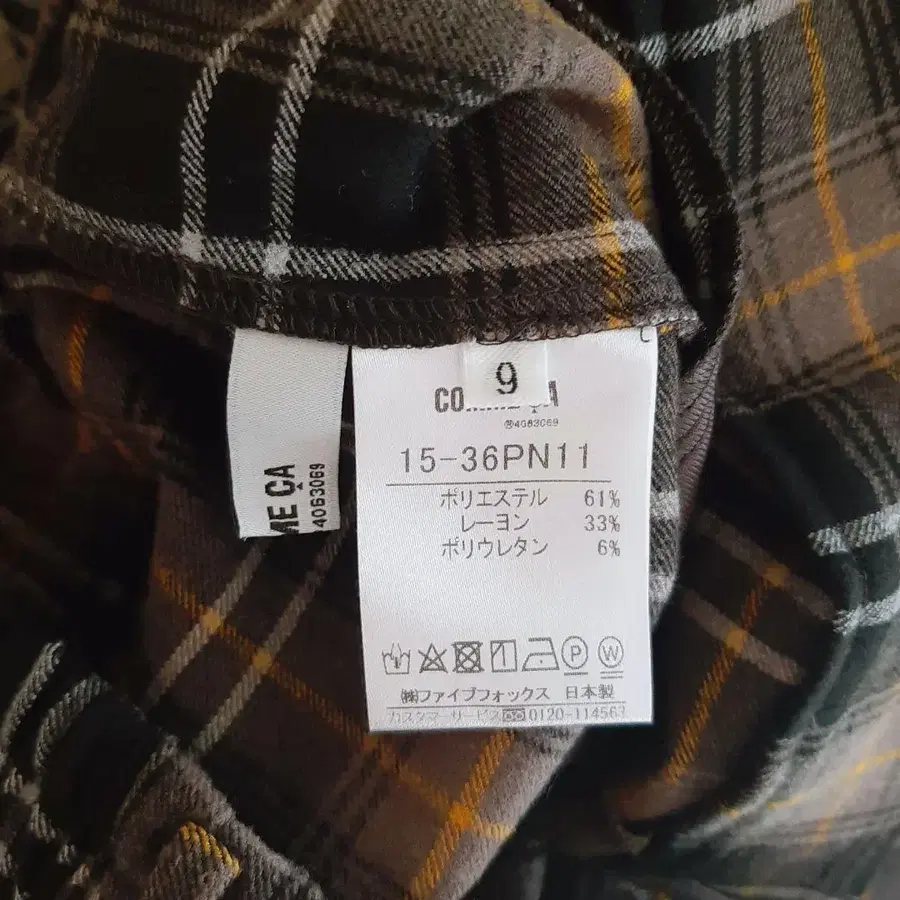 ME ÇA
4063069
9
COMME ÇA
®4063069
15-36PN11
ポリエステル 61%
レーヨン 33%
ポリウレタン 6%
P W
㈱ファイブフォックス 日本製
カスタマーサービス 0120-114563